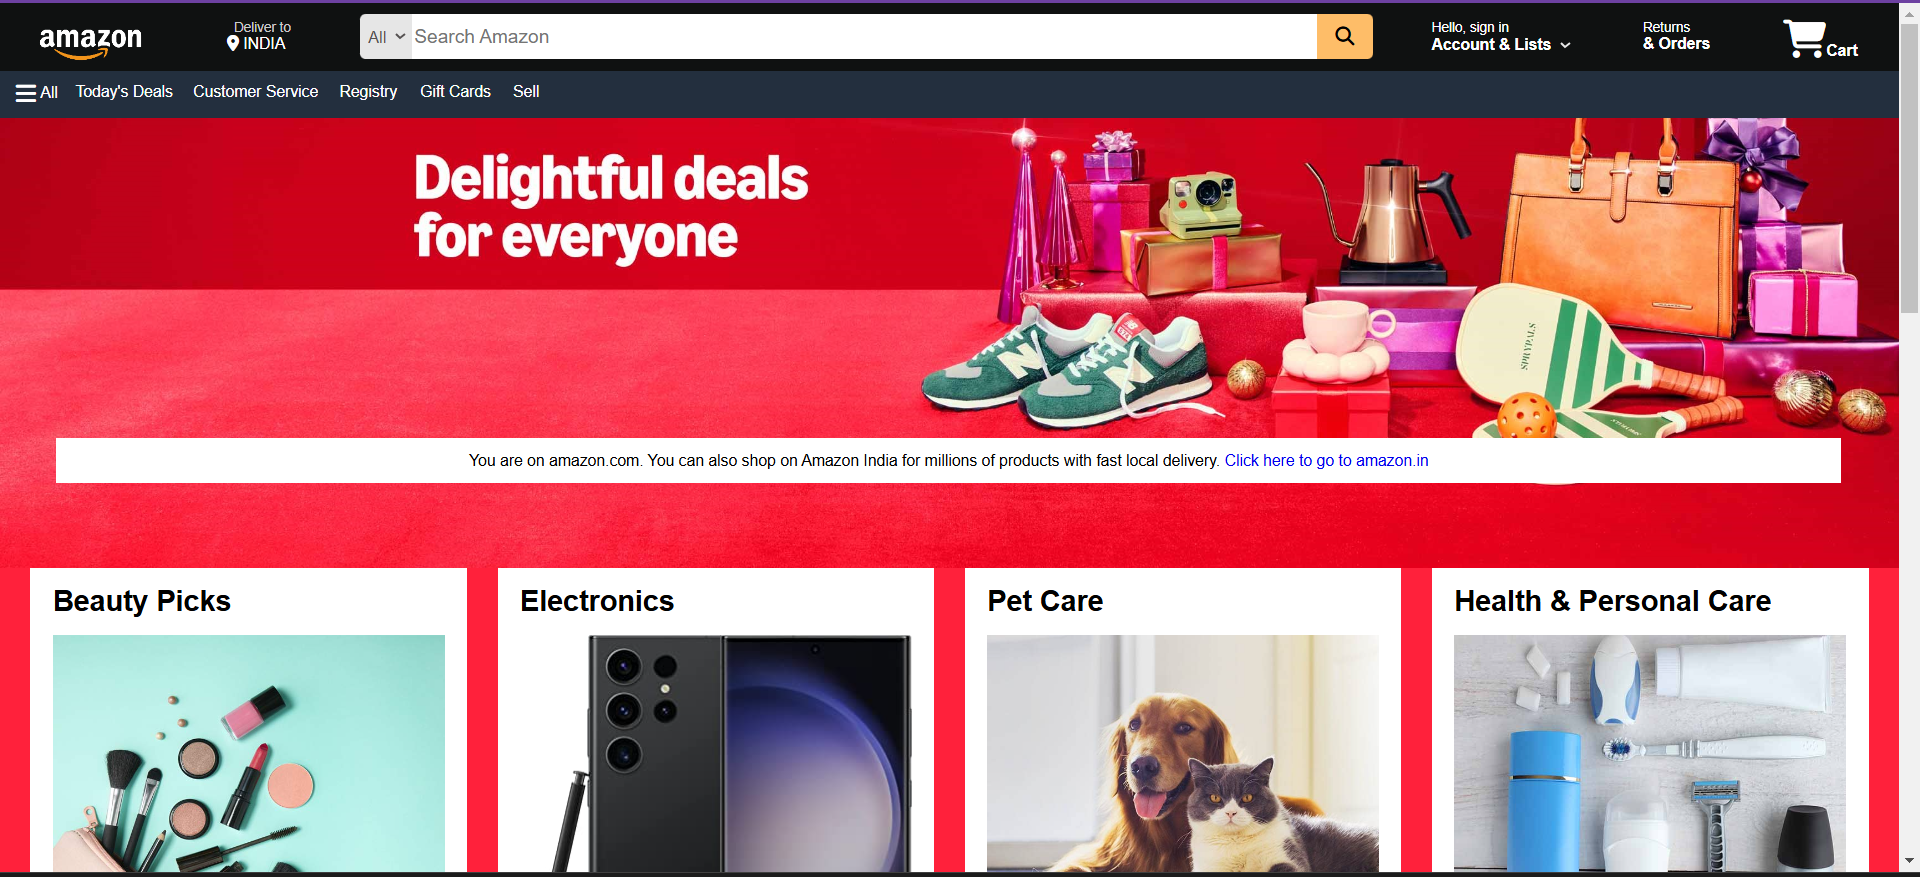 amazon
Deliver to
INDIA
All
Search Amazon
Hello, sign in
Account & Lists
Returns
& Orders
Cart
All
Today's Deals
Customer Service
Registry
Gift Cards
Sell
Delightful deals
for everyone
SPRYPALS
You are on amazon.com. You can also shop on Amazon India for millions of products with fast local delivery. Click here to go to amazon.in
Beauty Picks
Electronics
Pet Care
Health & Personal Care